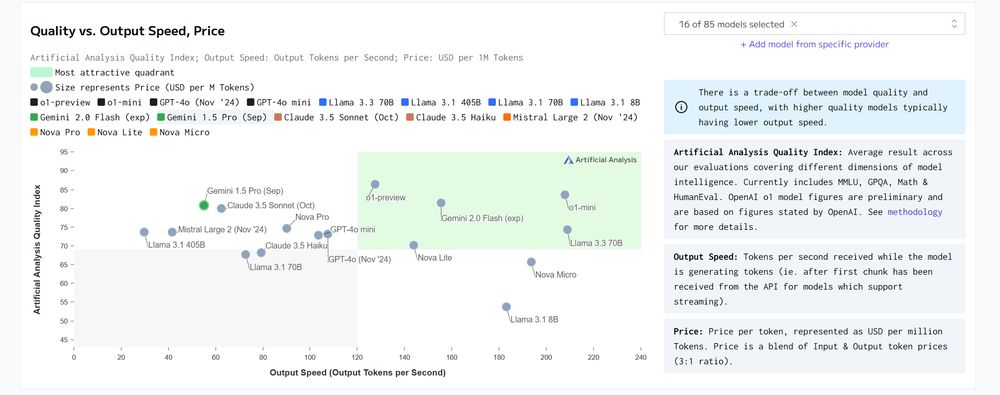 Quality vs. Output Speed, Price
Artificial Analysis Quality Index; Output Speed: Output Tokens per Second; Price: USD per 1M Tokens
Most attractive quadrant
Size represents Price (USD per M Tokens)
o1-preview o1-mini GPT-4o (Nov '24) GPT-4o mini Llama 3.3 70B Llama 3.1 405B Llama 3.1 70B Llama 3.1 8B
Gemini 2.0 Flash (exp) Gemini 1.5 Pro (Sep) Claude 3.5 Sonnet (Oct) Claude 3.5 Haiku Mistral Large 2 (Nov '24)
Nova Pro Nova Lite Nova Micro
Artificial Analysis
95
90
85
80
75
70
65
60
55
50
45
Artificial Analysis Quality Index
Gemini 1.5 Pro (Sep)
Claude 3.5 Sonnet (Oct)
o1-preview
o1-mini
Gemini 2.0 Flash (exp)
Nova Pro
Mistral Large 2 (Nov '24)
GPT-4o mini
Llama 3.1 405B
Claude 3.5 Haiku
Llama 3.3 70B
GPT-4o (Nov '24)
Nova Lite
Llama 3.1 70B
Nova Micro
Llama 3.1 8B
0 20 40 60 80 100 120 140 160 180 200 220 240
Output Speed (Output Tokens per Second)
16 of 85 models selected
+ Add model from specific provider
There is a trade-off between model quality and
output speed, with higher quality models typically
having lower output speed.
Artificial Analysis Quality Index: Average result across
our evaluations covering different dimensions of model
intelligence. Currently includes MMLU, GPQA, Math &
HumanEval. OpenAI o1 model figures are preliminary and
are based on figures stated by OpenAI. See methodology
for more details.
Output Speed: Tokens per second received while the model
is generating tokens (ie. after first chunk has been
received from the API for models which support
streaming).
Price: Price per token, represented as USD per million
Tokens. Price is a blend of Input & Output token prices
(3:1 ratio).